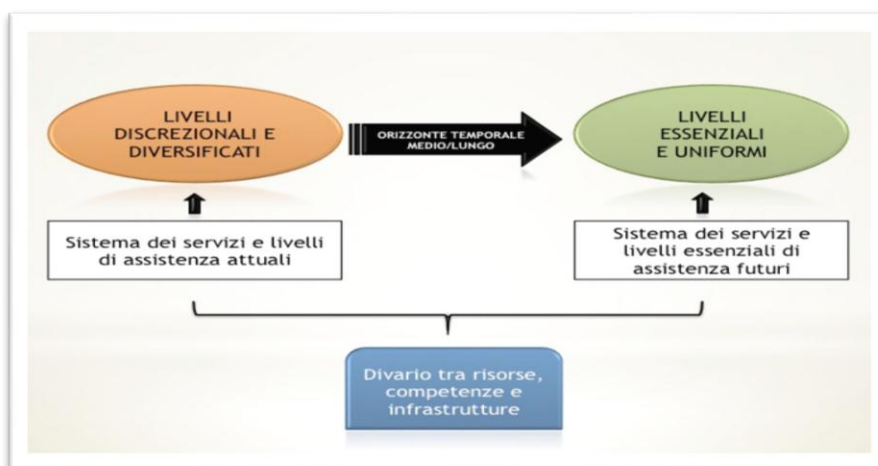 LIVELLI
DISCREZIONALI E
DIVERSIFICATI
ORIZZONTE TEMPORALE
MEDIO/LUNGO
LIVELLI
ESSENZIALI
E UNIFORMI
Sistema dei servizi e livelli
di assistenza attuali
Sistema dei servizi e
livelli essenziali di
assistenza futuri
Divario tra risorse,
competenze e
infrastrutture